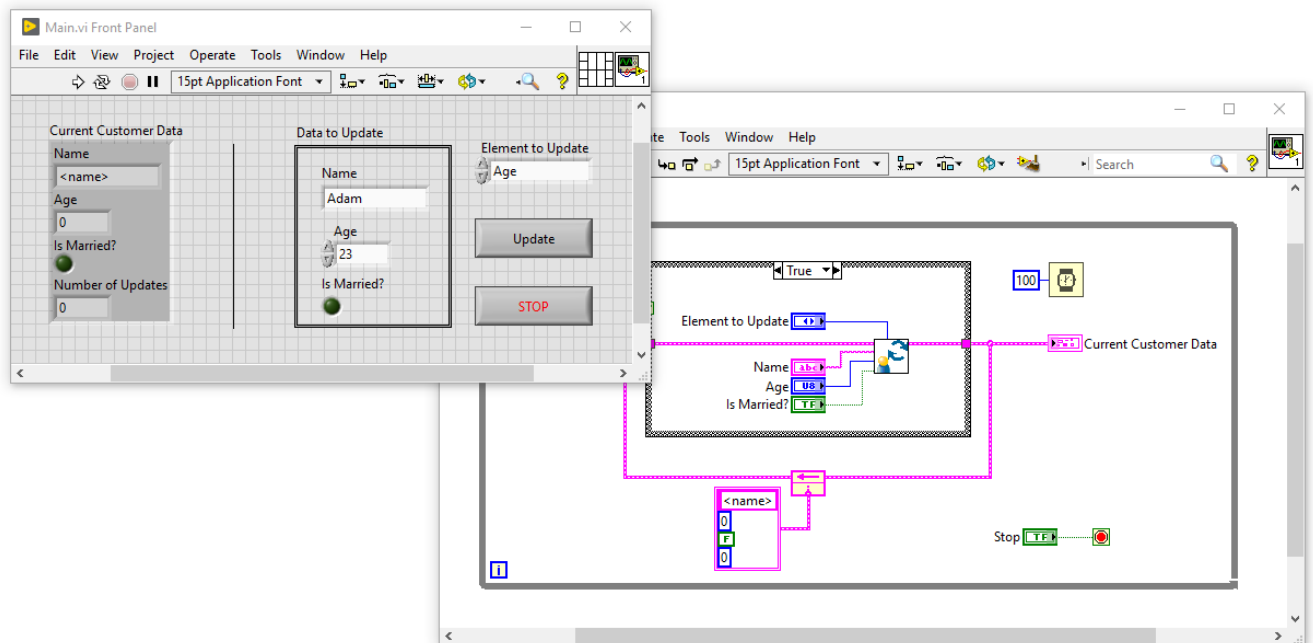 Main.vi Front Panel
File Edit View Project Operate Tools Window Help
15pt Application Font
1
Current Customer Data
Name
<name>
Age
0
Is Married?
Number of Updates
0
Data to Update
Name
Adam
Age
23
Is Married?
Element to Update
Age
Update
STOP
Tools Window Help
15pt Application Font
Search
1
True
100
Element to Update
Current Customer Data
Name abc
Age U8
Is Married? TF
<name>
0
F
0
Stop TF
i